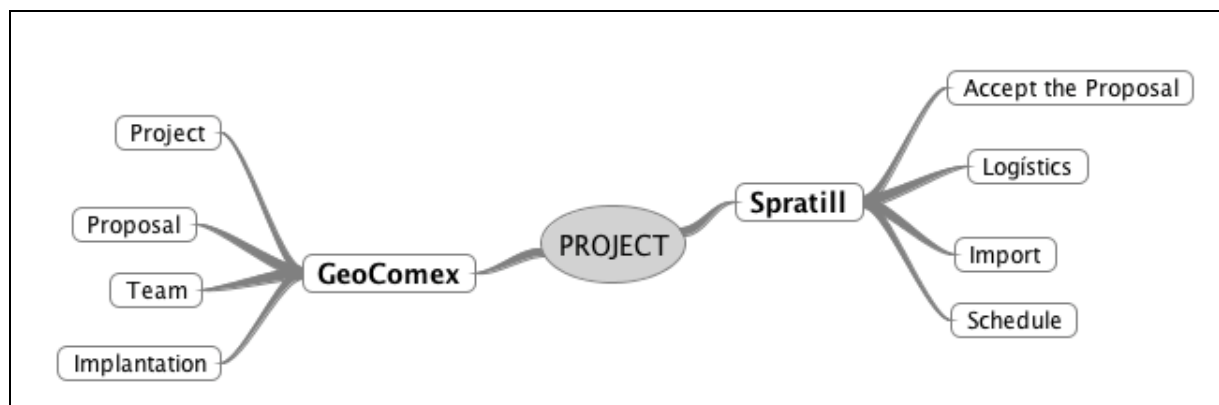 Accept the Proposal
Project
Logístics
Spratill
Proposal
PROJECT
Import
GeoComex
Team
Schedule
Implantation